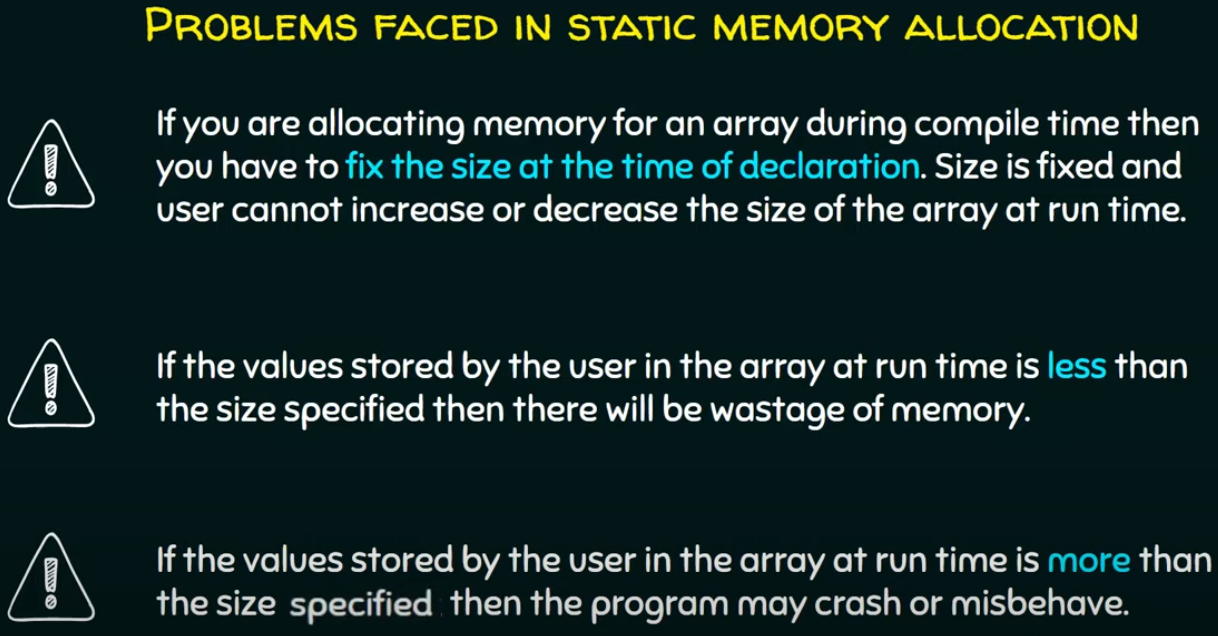 PROBLEMS FACED IN STATIC MEMORY ALLOCATION
If you are allocating memory for an array during compile time then
you have to fix the size at the time of declaration. Size is fixed and
user cannot increase or decrease the size of the array at run time.
If the values stored by the user in the array at run time is less than
the size specified then there will be wastage of memory.
If the values stored by the user in the array at run time is more than
the size specified then the program may crash or misbehave.